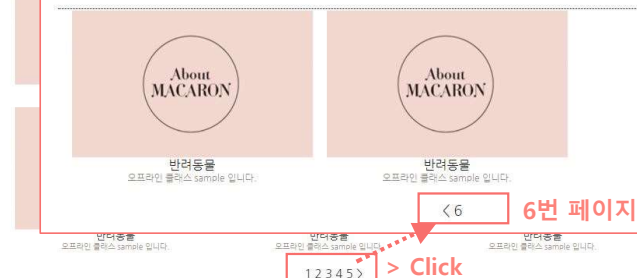 About
MACARON
About
MACARON
반려동물
오프라인 클래스 sample 입니다.
반려동물
오프라인 클래스 sample 입니다.
< 6
6번 페이지
반려동물
오프라인 클래스 sample 입니다.
반려동물
오프라인 클래스 sample 입니다.
반려동물
오프라인 클래스 sample 입니다.
1 2 3 4 5 >
> Click